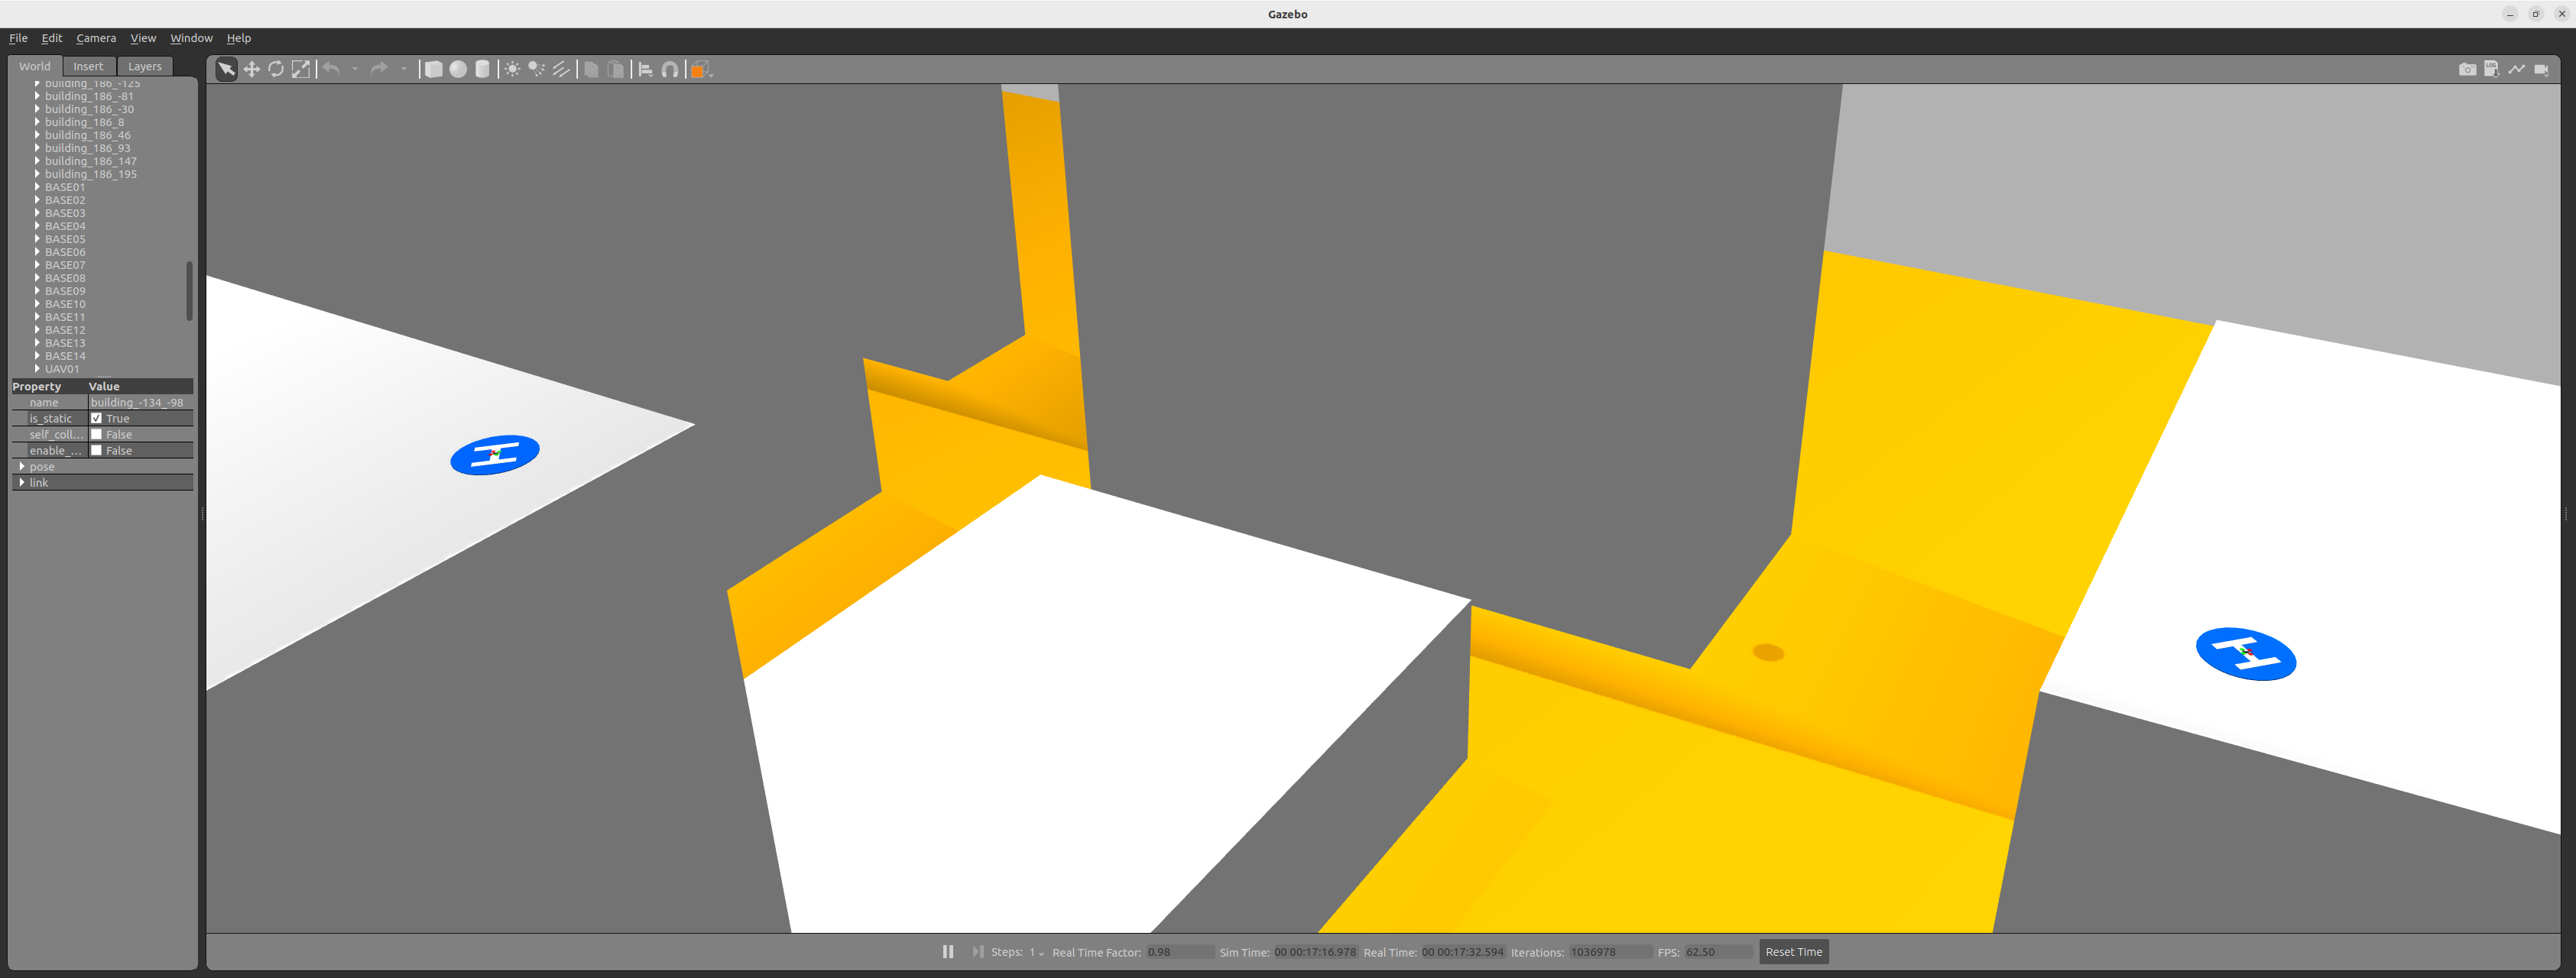 Gazebo
File Edit Camera View Window Help
World Insert Layers
building_186_-125
building_186_-81
building_186_-30
building_186_8
building_186_46
building_186_93
building_186_147
building_186_195
BASE01
BASE02
BASE03
BASE04
BASE05
BASE06
BASE07
BASE08
BASE09
BASE10
BASE11
BASE12
BASE13
BASE14
UAV01
Property Value
name building_-134_-98
is_static True
self_coll... False
enable_... False
pose
link
LOG
H
H
Steps: 1 Real Time Factor: 0.98 Sim Time: 00 00:17:16.978 Real Time: 00 00:17:32.594 Iterations: 1036978 FPS: 62.50 Reset Time